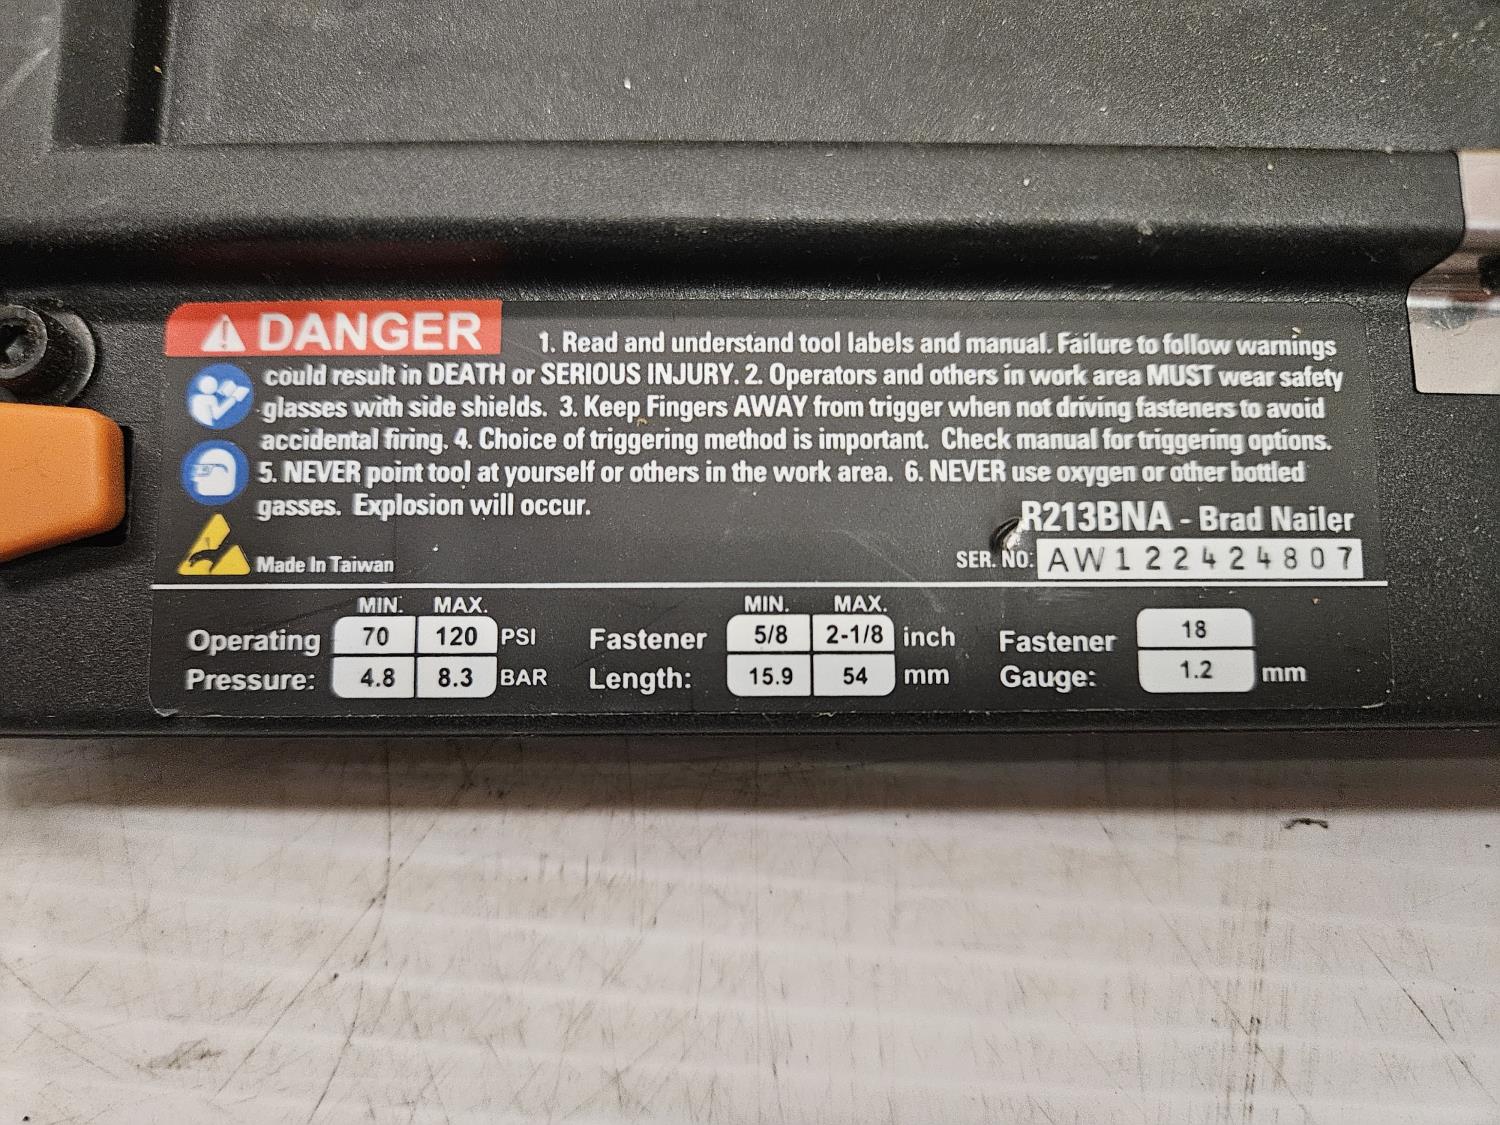 DANGER 1. Read and understand tool labels and manual. Failure to follow warnings
could result in DEATH or SERIOUS INJURY. 2. Operators and others in work area MUST wear safety
glasses with side shields. 3. Keep Fingers AWAY from trigger when not driving fasteners to avoid
accidental firing. 4. Choice of triggering method is important. Check manual for triggering options.
5. NEVER point tool at yourself or others in the work area. 6. NEVER use oxygen or other bottled
gasses. Explosion will occur.
R213BNA - Brad Nailer
Made In Taiwan
SER. NO: AW122424807
MIN. MAX. MIN. MAX.
Operating 70 120 PSI Fastener 5/8 2-1/8 inch Fastener 18
Pressure: 4.8 8.3 BAR Length: 15.9 54 mm Gauge: 1.2 mm